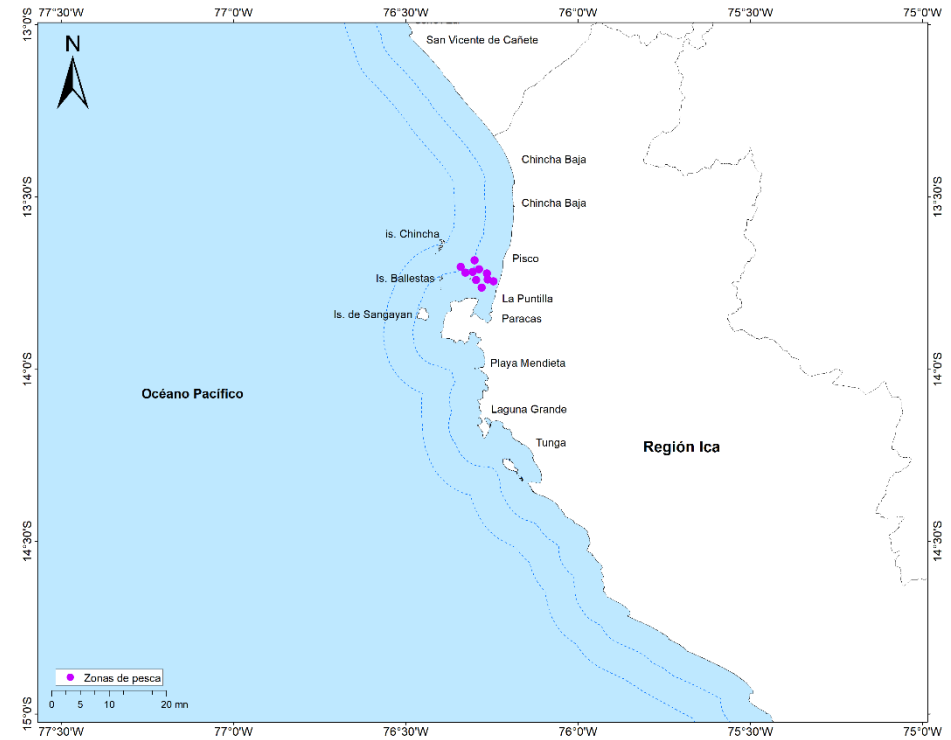 77°30'W 77°0'W 76°30'W 76°0'W 75°30'W 75°0'W
13°0'S
13°0'S
N
San Vicente de Cañete
Chincha Baja
13°30'S
13°30'S
Chincha Baja
is. Chincha
Pisco
Is. Ballestas
La Puntilla
Is. de Sangayan
Paracas
Playa Mendieta
14°0'S
14°0'S
Océano Pacífico
Laguna Grande
Tunga
Región Ica
14°30'S
14°30'S
Zonas de pesca
0 5 10 20 mn
15°0'S
15°0'S
77°30'W 77°0'W 76°30'W 76°0'W 75°30'W 75°0'W